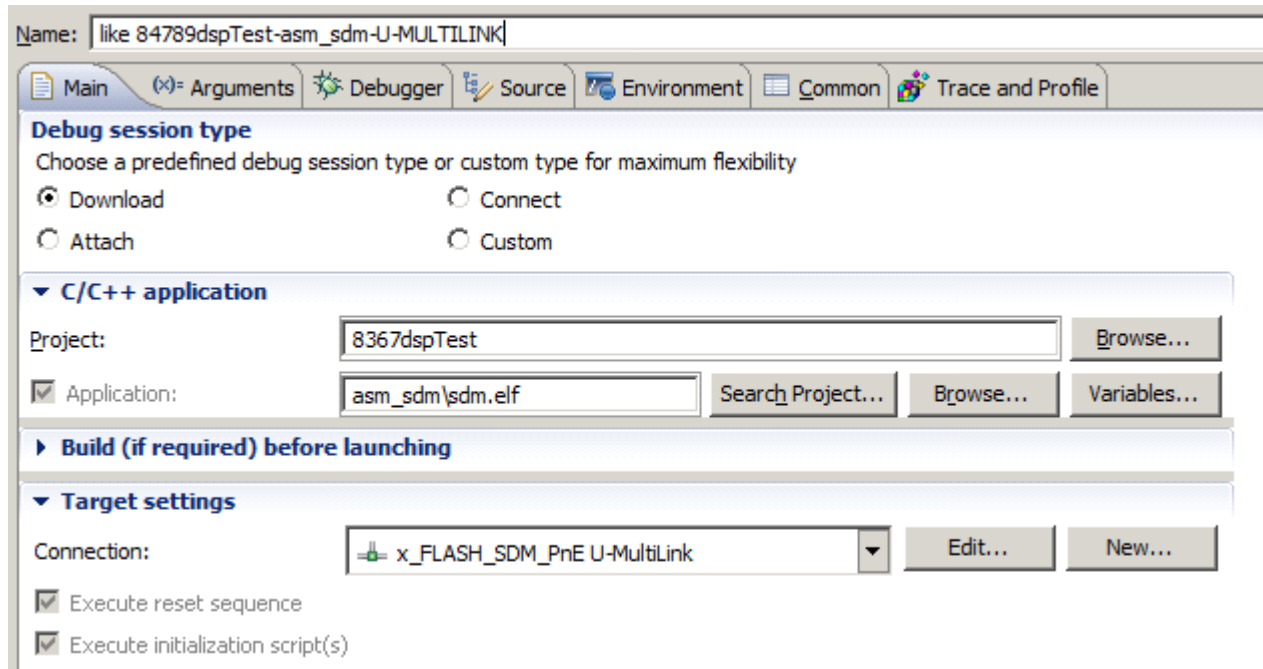 Name: like 84789dspTest-asm_sdm-U-MULTILINK
Main (x)= Arguments Debugger Source Environment Common Trace and Profile
Debug session type
Choose a predefined debug session type or custom type for maximum flexibility
Download Connect
Attach Custom
C/C++ application
Project: 8367dspTest Browse...
Application: asm_sdm\sdm.elf Search Project... Browse... Variables...
Build (if required) before launching
Target settings
Connection: x_FLASH_SDM_PnE U-MultiLink Edit... New...
Execute reset sequence
Execute initialization script(s)